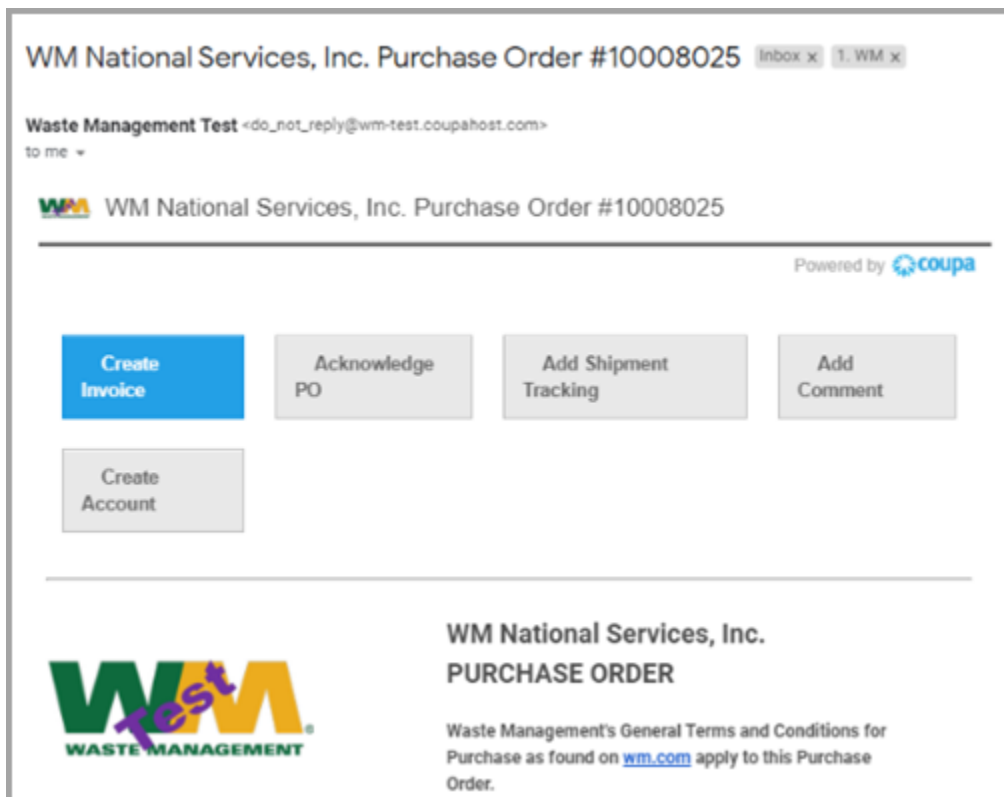 WM National Services, Inc. Purchase Order #10008025 Inbox x 1. WM x
Waste Management Test <do_not_reply@wm-test.coupahost.com>
to me
WM WM National Services, Inc. Purchase Order #10008025
Powered by coupa
Create Invoice
Acknowledge PO
Add Shipment Tracking
Add Comment
Create Account
WM
Test
WASTE MANAGEMENT
WM National Services, Inc.
PURCHASE ORDER
Waste Management's General Terms and Conditions for
Purchase as found on wm.com apply to this Purchase
Order.